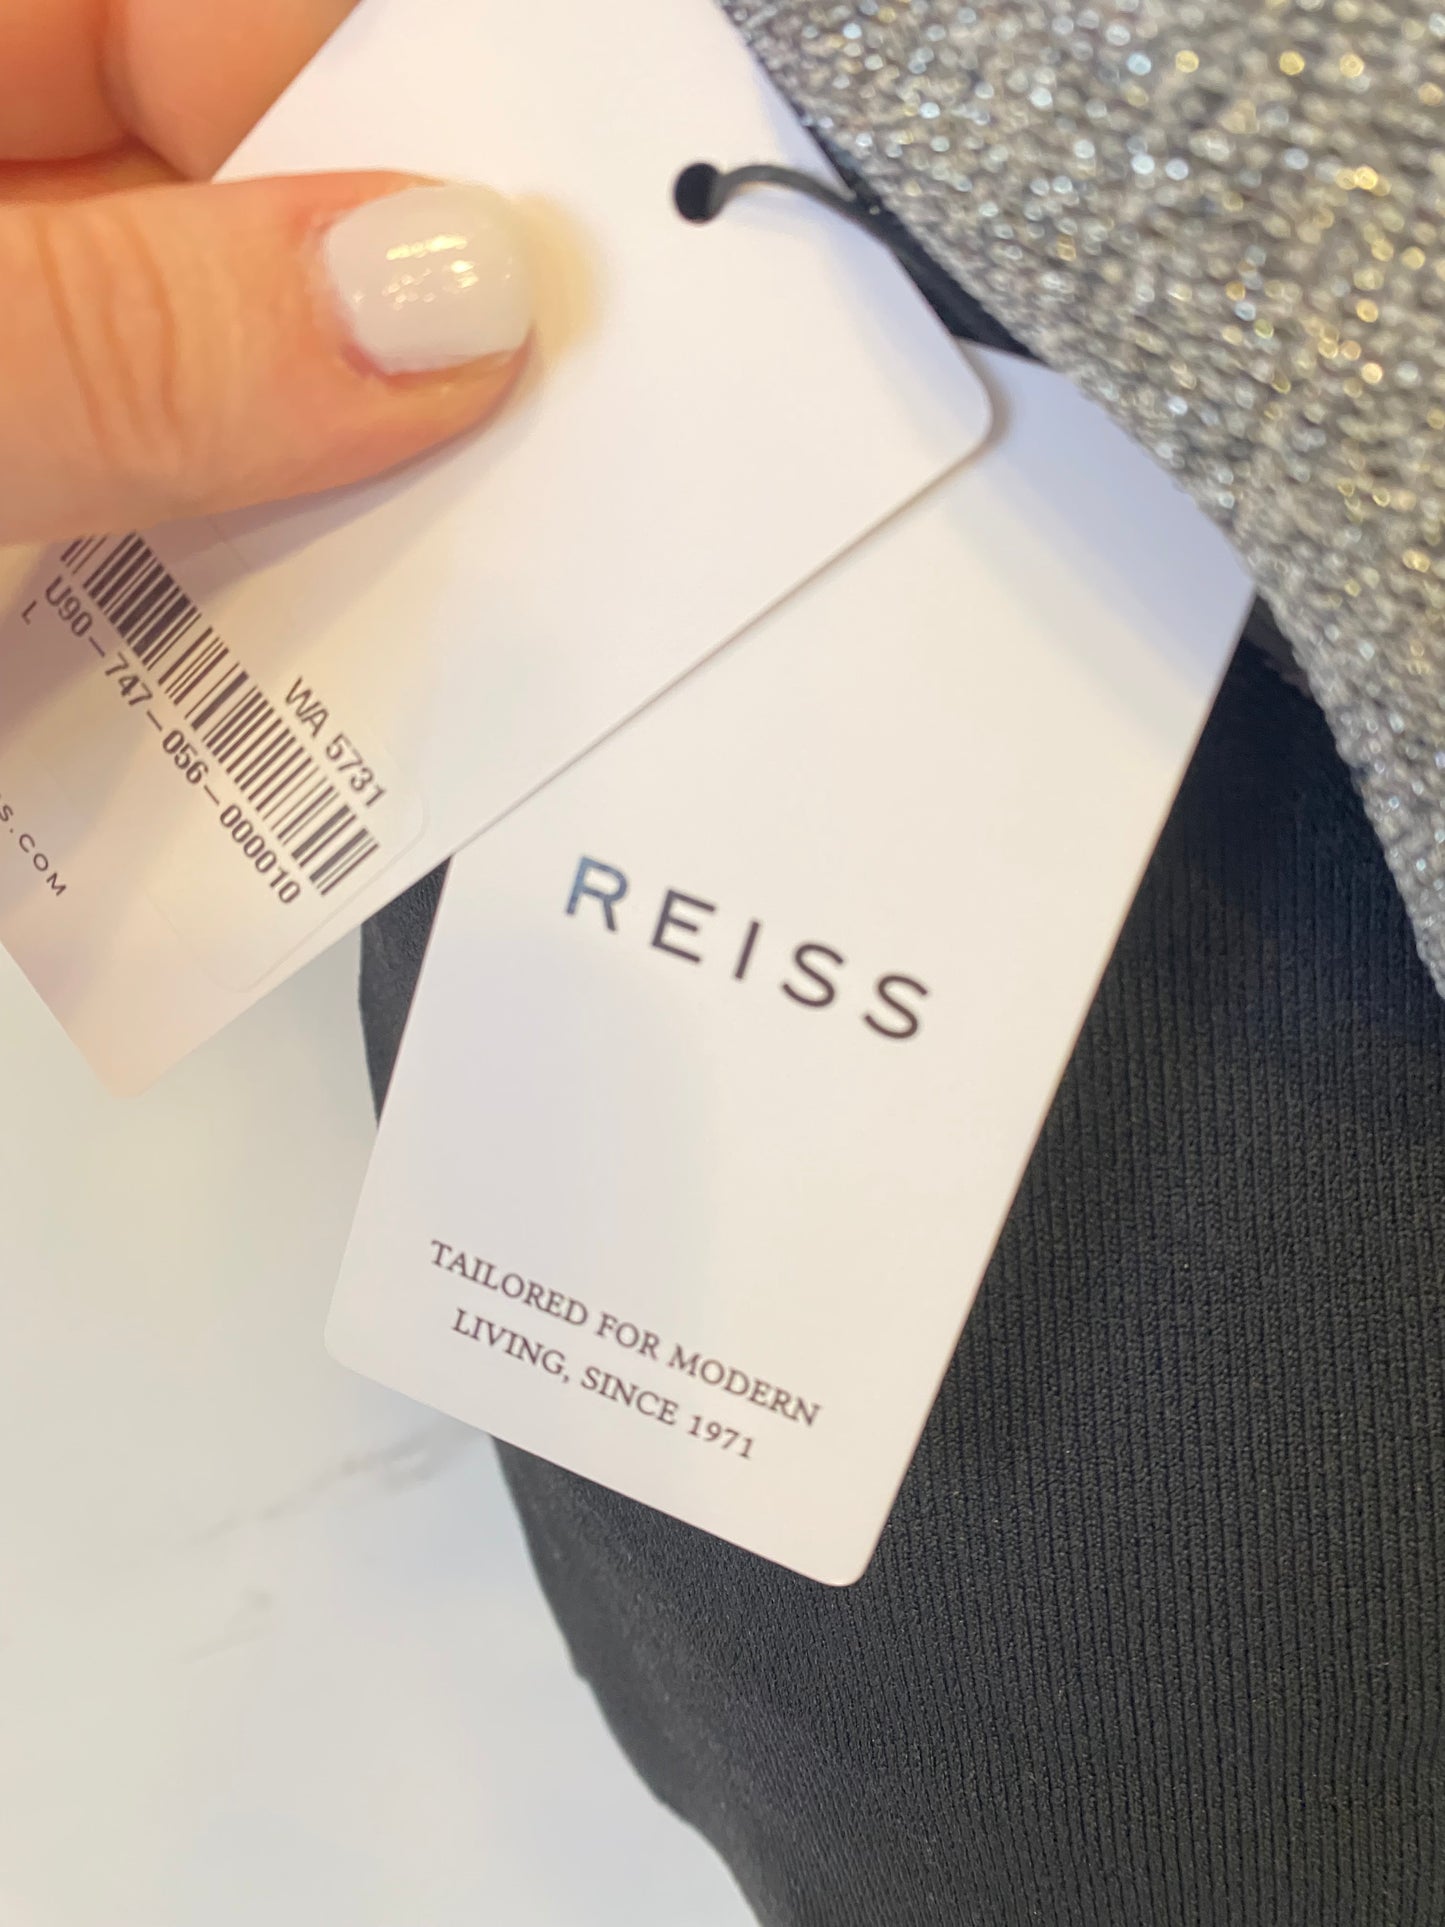 WA 5731
U90-747-056-000010
L
S.COM
REISS
TAILORED FOR MODERN
LIVING, SINCE 1971